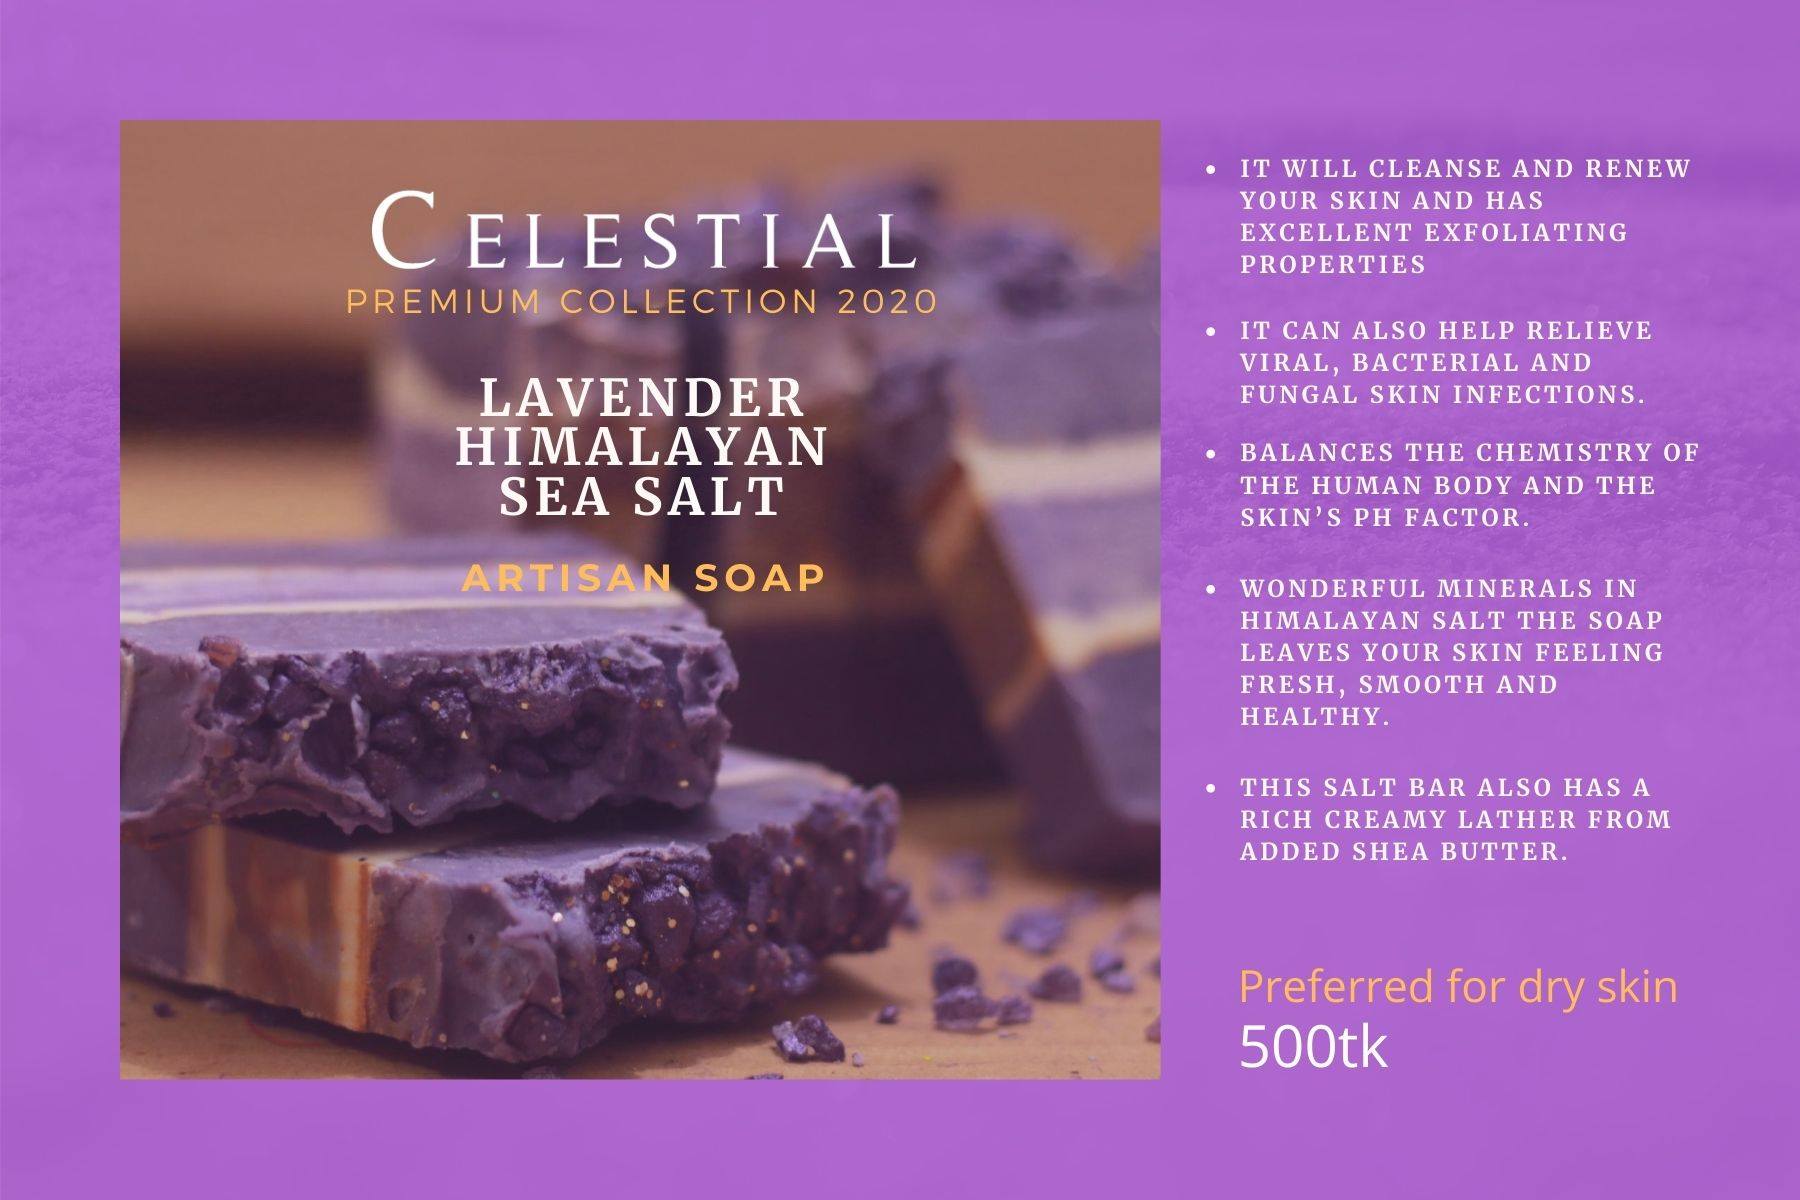 CELESTIAL
PREMIUM COLLECTION 2020
LAVENDER
HIMALAYAN
SEA SALT
ARTISAN SOAP
• IT WILL CLEANSE AND RENEW
YOUR SKIN AND HAS
EXCELLENT EXFOLIATING
PROPERTIES
• IT CAN ALSO HELP RELIEVE
VIRAL, BACTERIAL AND
FUNGAL SKIN INFECTIONS.
• BALANCES THE CHEMISTRY OF
THE HUMAN BODY AND THE
SKIN’S PH FACTOR.
• WONDERFUL MINERALS IN
HIMALAYAN SALT THE SOAP
LEAVES YOUR SKIN FEELING
FRESH, SMOOTH AND
HEALTHY.
• THIS SALT BAR ALSO HAS A
RICH CREAMY LATHER FROM
ADDED SHEA BUTTER.
Preferred for dry skin
500tk